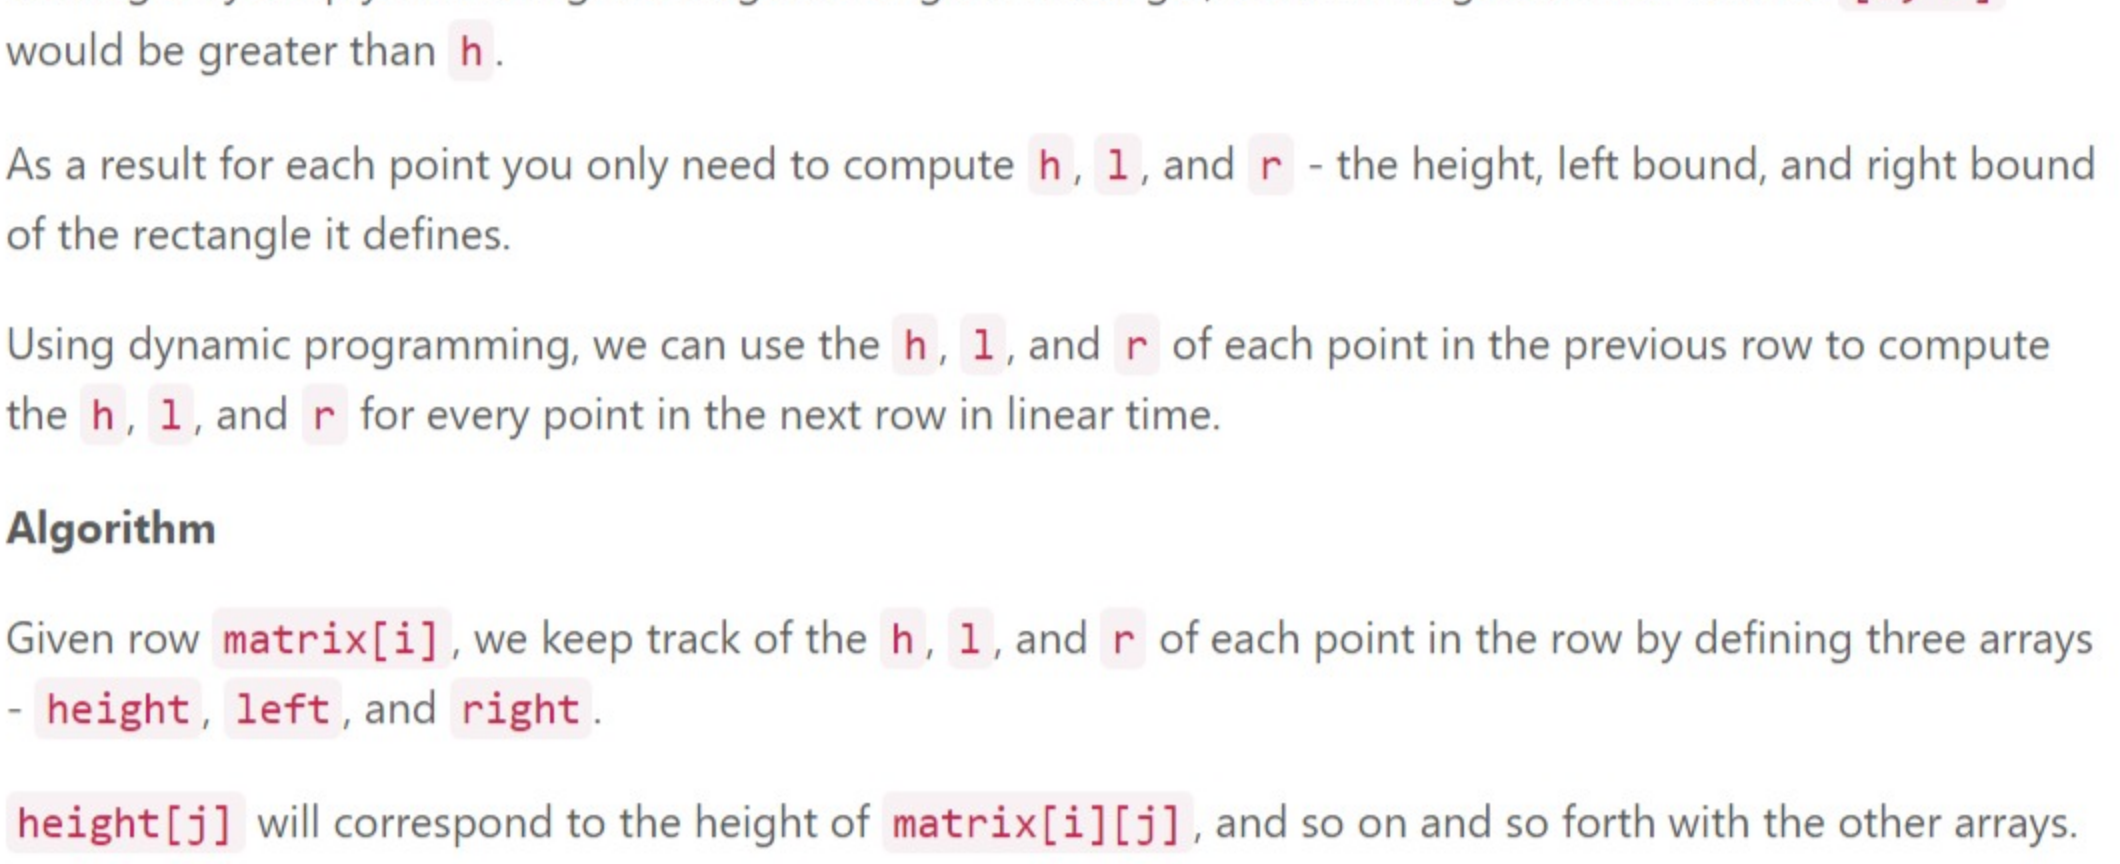 would be greater than h.
As a result for each point you only need to compute h, l, and r - the height, left bound, and right bound
of the rectangle it defines.
Using dynamic programming, we can use the h, l, and r of each point in the previous row to compute
the h, l, and r for every point in the next row in linear time.
Algorithm
Given row matrix[i], we keep track of the h, l, and r of each point in the row by defining three arrays
- height, left, and right.
height[j] will correspond to the height of matrix[i][j], and so on and so forth with the other arrays.